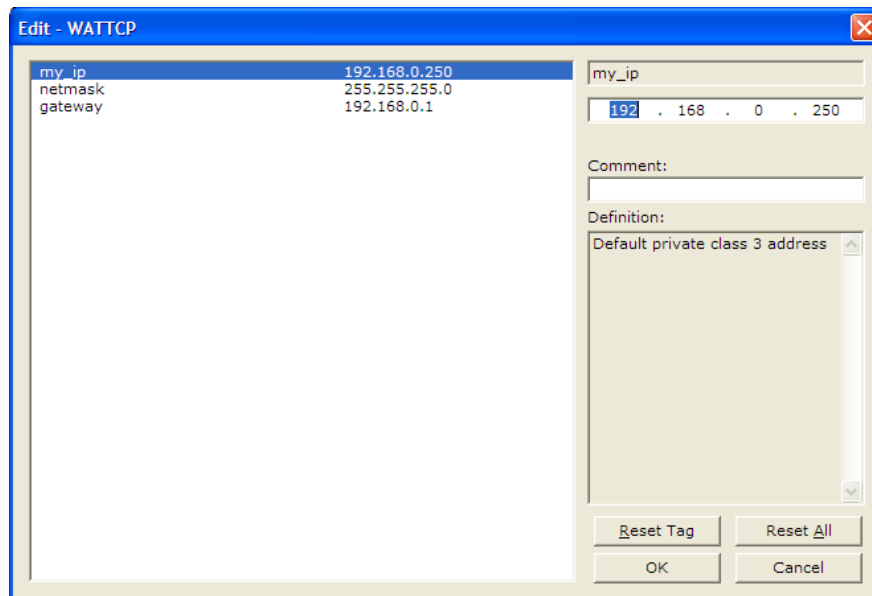 Edit - WATTCP
my_ip 192.168.0.250
netmask 255.255.255.0
gateway 192.168.0.1
my_ip
192 . 168 . 0 . 250
Comment:
Definition:
Default private class 3 address
Reset Tag Reset All
OK Cancel